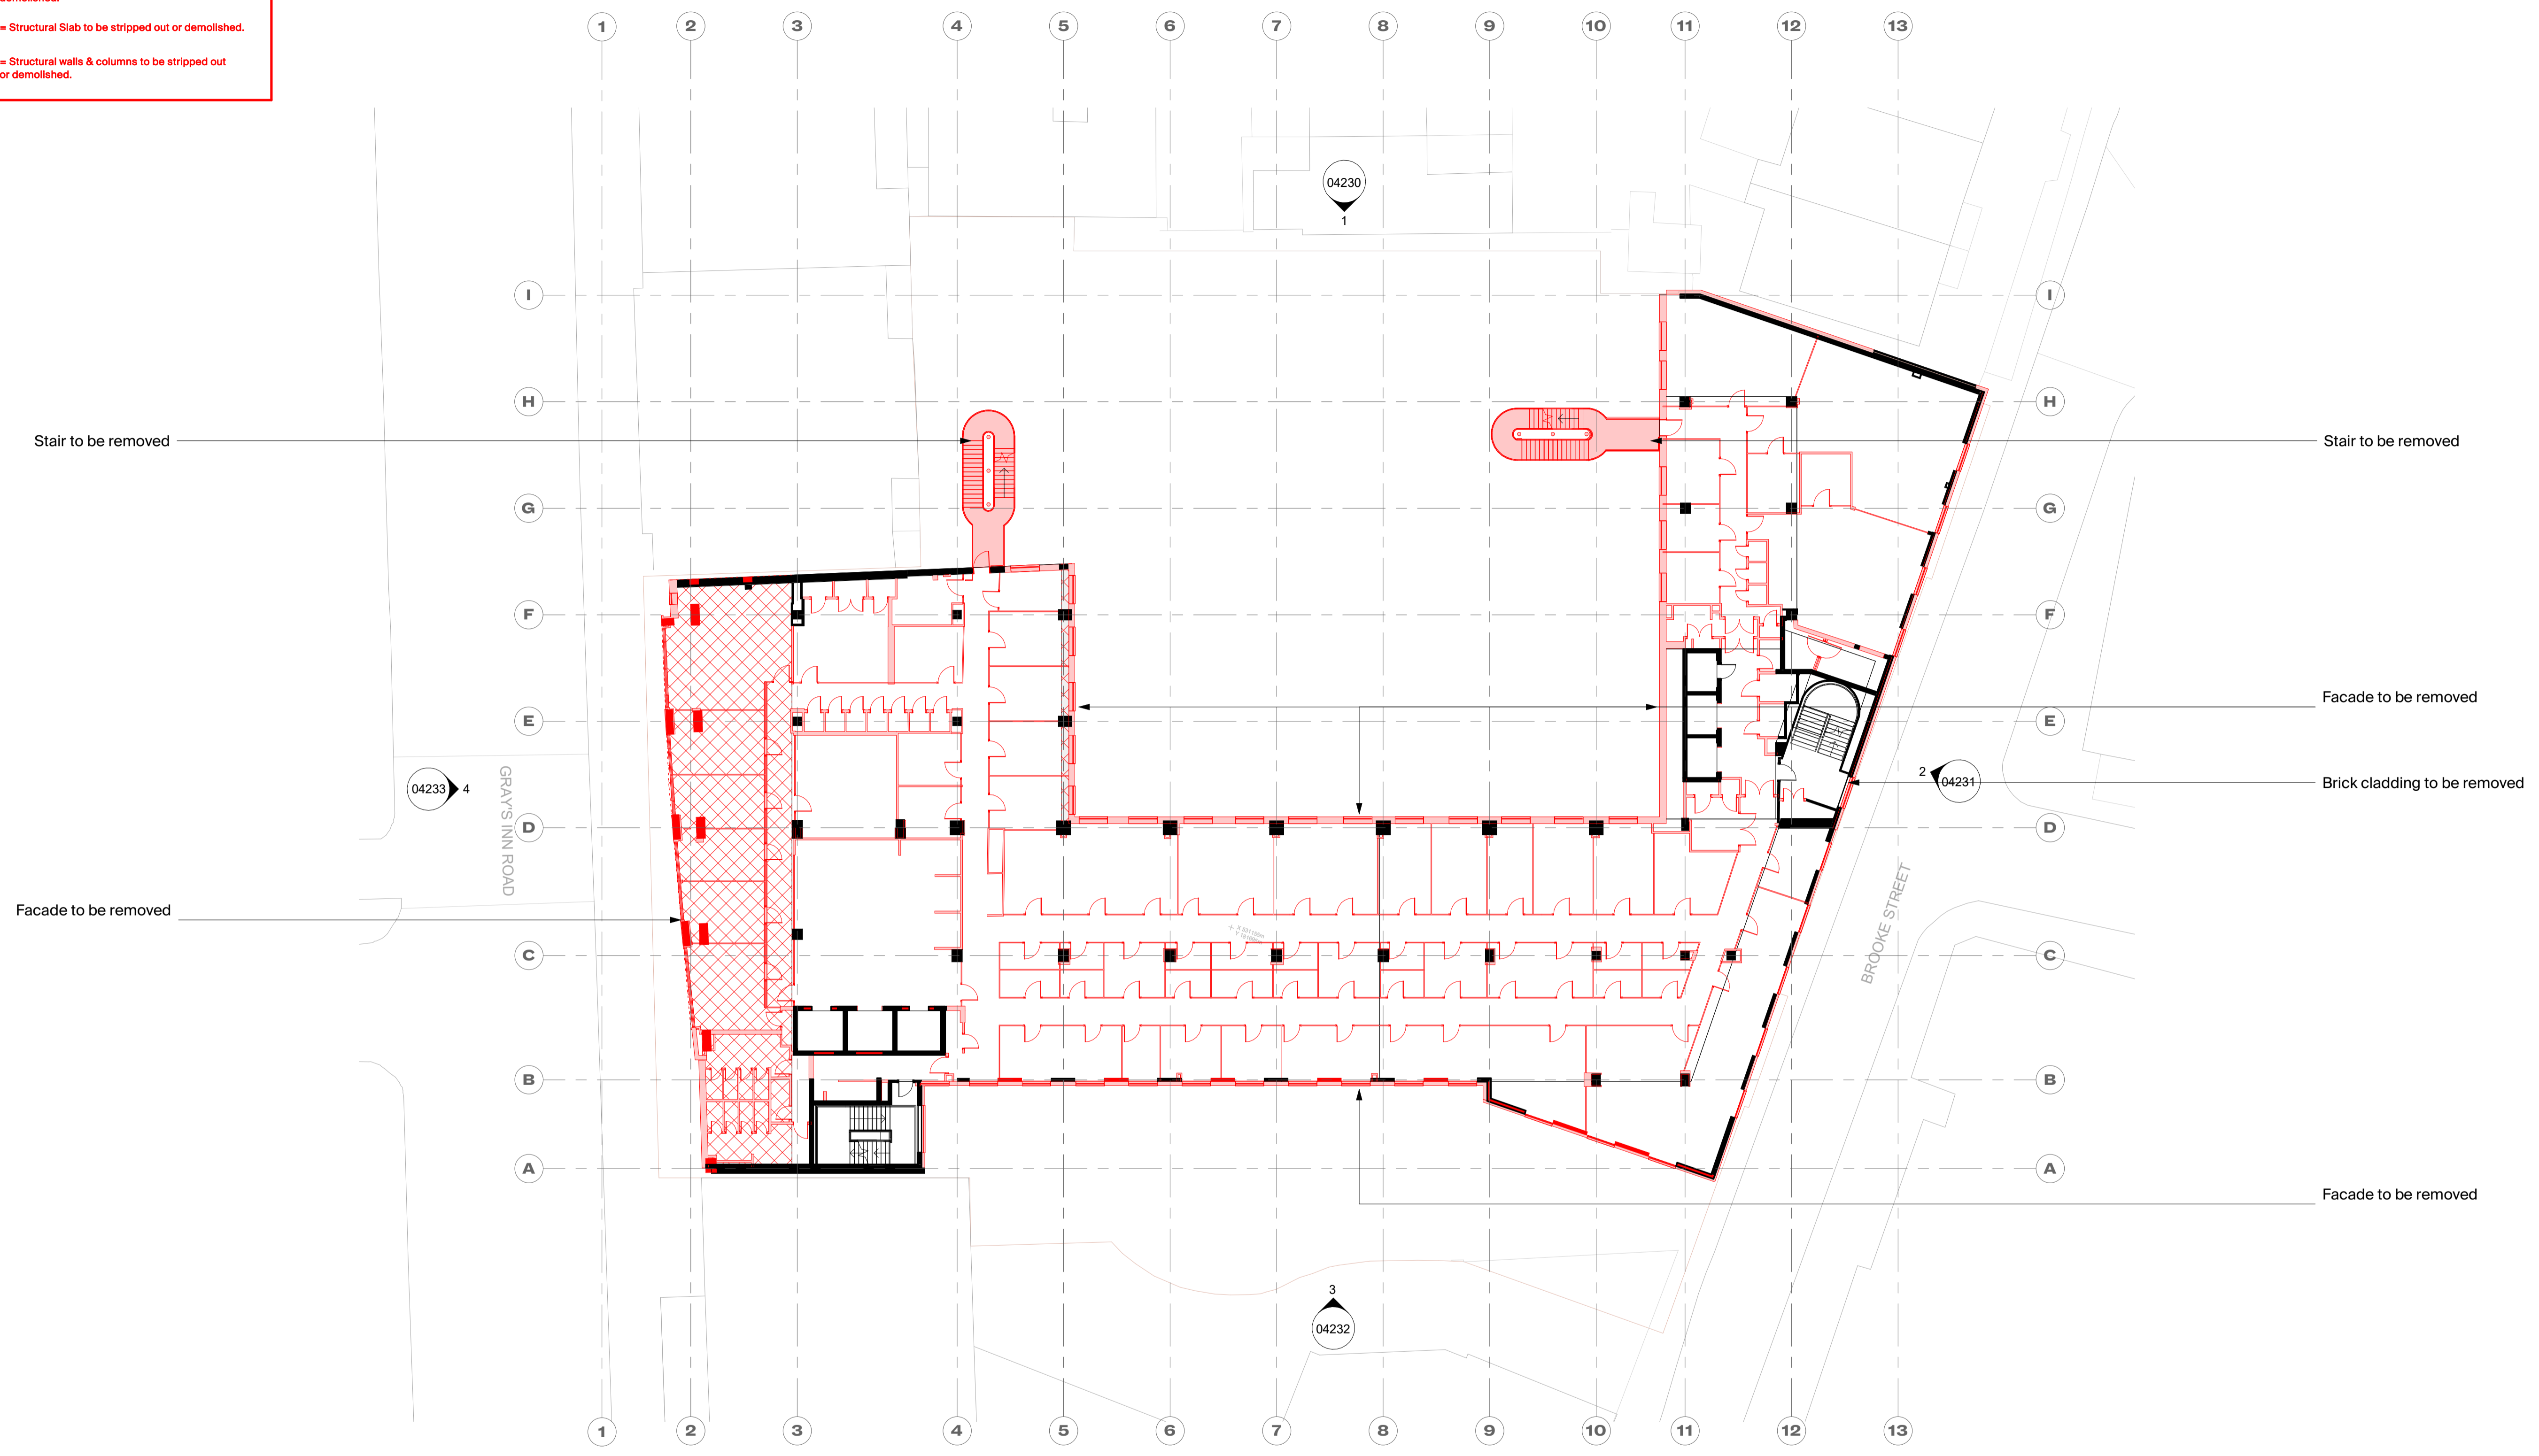 demolished.
= Structural Slab to be stripped out or demolished.
= Structural walls & columns to be stripped out
or demolished.
1 2 3 4 5 6 7 8 9 10 11 12 13
04230
1
I I
H H
Stair to be removed
Stair to be removed
G G
F F
Facade to be removed
E E
04233 4
GRAY'S INN ROAD
2 04231
Brick cladding to be removed
D D
Facade to be removed
BROOKE STREET
C C
B B
A A
Facade to be removed
3
04232
1 2 3 4 5 6 7 8 9 10 11 12 13